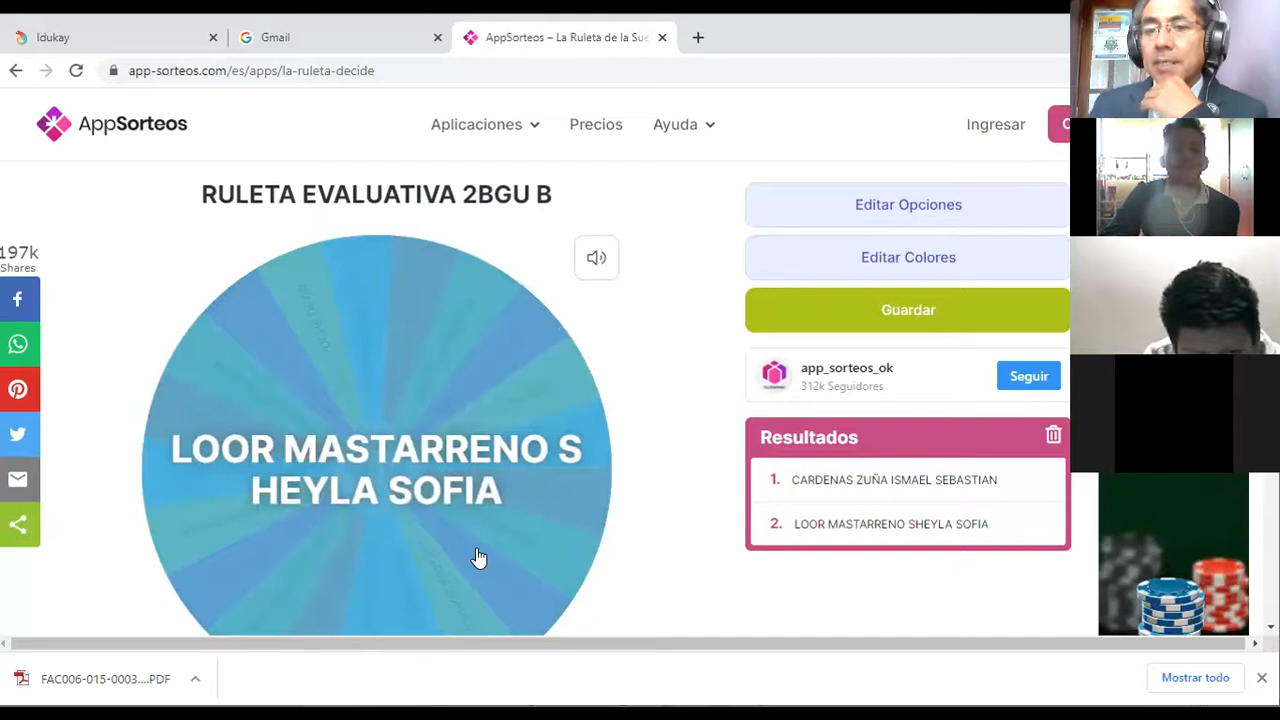 Idukay
Gmail
AppSorteos – La Ruleta de la Sue
app-sorteos.com/es/apps/la-ruleta-decide
AppSorteos
Aplicaciones
Precios
Ayuda
Ingresar
RULETA EVALUATIVA 2BGU B
197k
Shares
LOOR MASTARRENO S
HEYLA SOFIA
Editar Opciones
Editar Colores
Guardar
app_sorteos_ok
312k Seguidores
Seguir
Resultados
1. CARDENAS ZUÑA ISMAEL SEBASTIAN
2. LOOR MASTARRENO SHEYLA SOFIA
FAC006-015-0003....PDF
Mostrar todo